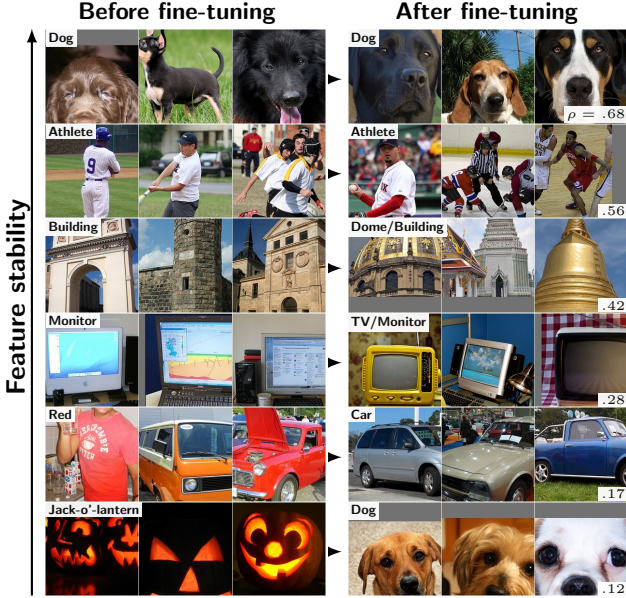 Before fine-tuning
After fine-tuning
Feature stability
Dog
Dog
ρ = .68
Athlete
9
Athlete
.56
Building
Dome/Building
.42
Monitor
TV/Monitor
.28
Red
Car
.17
Jack-o'-lantern
Dog
.12